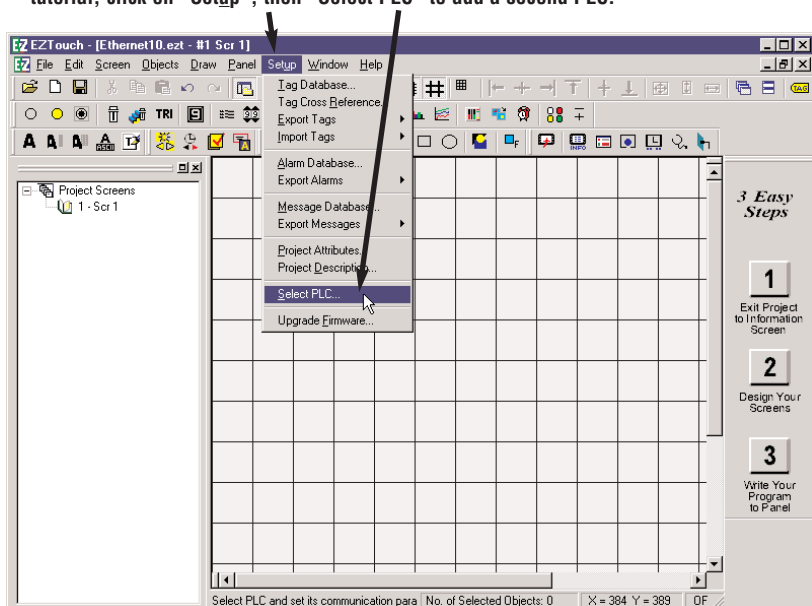 tutorial, click on "Setup", then "Select PLC" to add a second PLC.
EZTouch - [Ethernet10.ezt - #1 Scr 1]
File Edit Screen Objects Draw Panel Setup Window Help
TAG
TRI
A A A ASCII
F
INFO
Tag Database...
Tag Cross Reference...
Export Tags
Import Tags
Alarm Database...
Export Alarms
Message Database...
Export Messages
Project Attributes...
Project Description...
Select PLC...
Upgrade Firmware...
Project Screens
1 - Scr 1
3 Easy
Steps
1
Exit Project
to Information
Screen
2
Design Your
Screens
3
Write Your
Program
to Panel
Select PLC and set its communication para No. of Selected Objects: 0 X = 384 Y = 389 OF